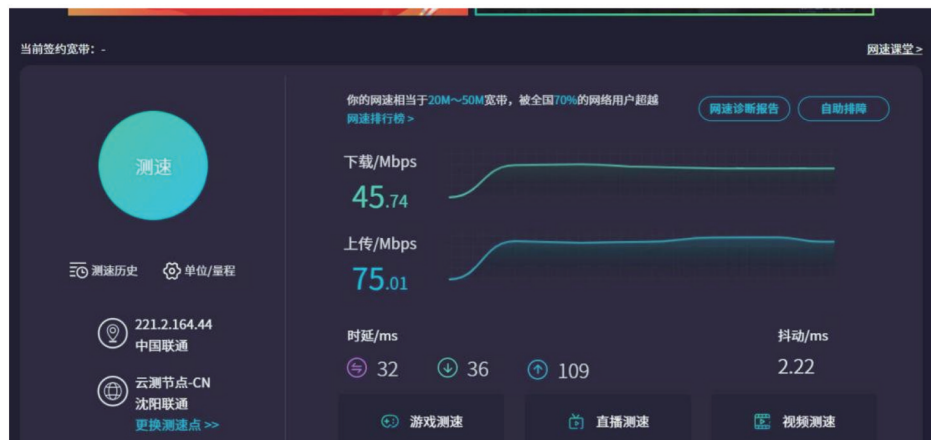 当前签约宽带：-
网速课堂 >
你的网速相当于20M～50M宽带，被全国70%的网络用户超越
网速排行榜 >
网速诊断报告
自助排障
测速
下载/Mbps
45.74
上传/Mbps
75.01
测速历史
单位/量程
221.2.164.44
中国联通
云测节点-CN
沈阳联通
更换测速点 >>
时延/ms
32
36
109
抖动/ms
2.22
游戏测速
直播测速
视频测速